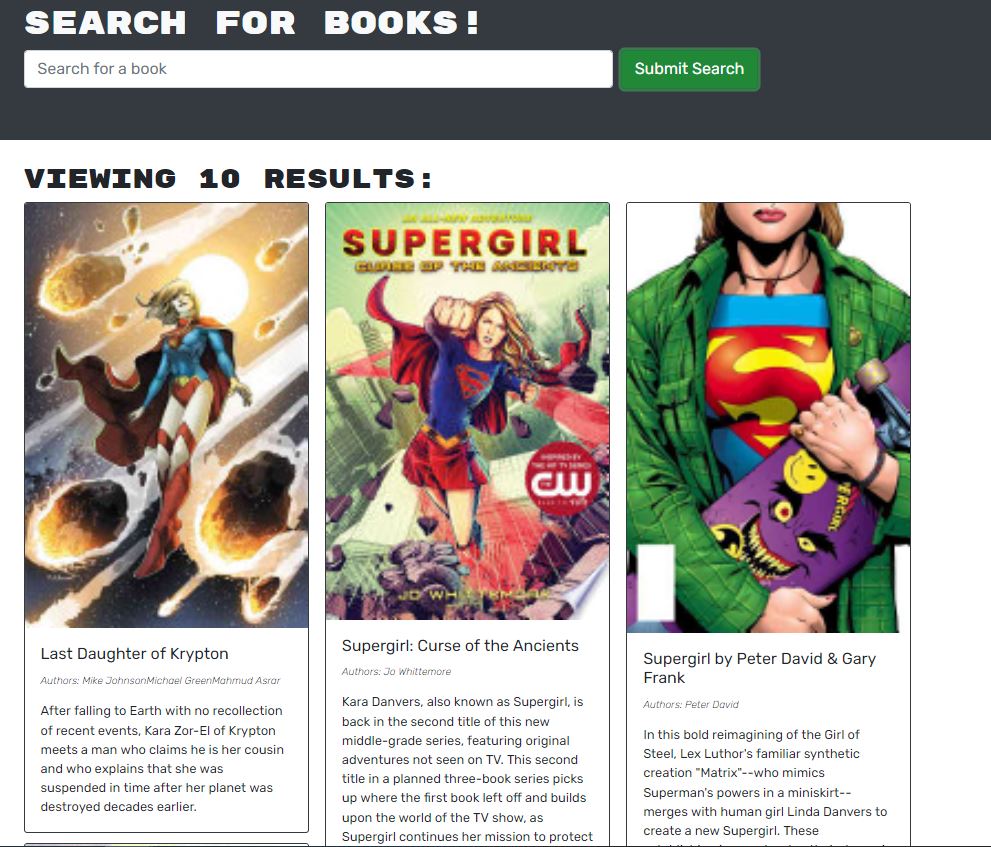 SEARCH FOR BOOKS!
Search for a book
Submit Search
VIEWING 10 RESULTS:
AN ALL-NEW ADVENTURE
SUPERGIRL
CURSE OF THE ANCIENTS
INSPIRED BY
THE HIT TV SERIES
CW
JO WHITTEMORE
Last Daughter of Krypton
Authors: Mike JohnsonMichael GreenMahmud Asrar
After falling to Earth with no recollection
of recent events, Kara Zor-El of Krypton
meets a man who claims he is her cousin
and who explains that she was
suspended in time after her planet was
destroyed decades earlier.
Supergirl: Curse of the Ancients
Authors: Jo Whittemore
Kara Danvers, also known as Supergirl, is
back in the second title of this new
middle-grade series, featuring original
adventures not seen on TV. This second
title in a planned three-book series picks
up where the first book left off and builds
upon the world of the TV show, as
Supergirl continues her mission to protect
S
Supergirl by Peter David & Gary
Frank
Authors: Peter David
In this bold reimagining of the Girl of
Steel, Lex Luthor's familiar synthetic
creation "Matrix"--who mimics
Superman's powers in a miniskirt--
merges with human girl Linda Danvers to
create a new Supergirl. These